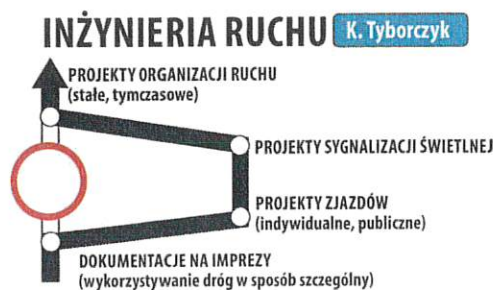 INŻYNIERIA RUCHU K. Tyborczyk
PROJEKTY ORGANIZACJI RUCHU
(stałe, tymczasowe)
PROJEKTY SYGNALIZACJI ŚWIETLNEJ
PROJEKTY ZJAZDÓW
(indywidualne, publiczne)
DOKUMENTACJE NA IMPREZY
(wykorzystywanie dróg w sposób szczególny)